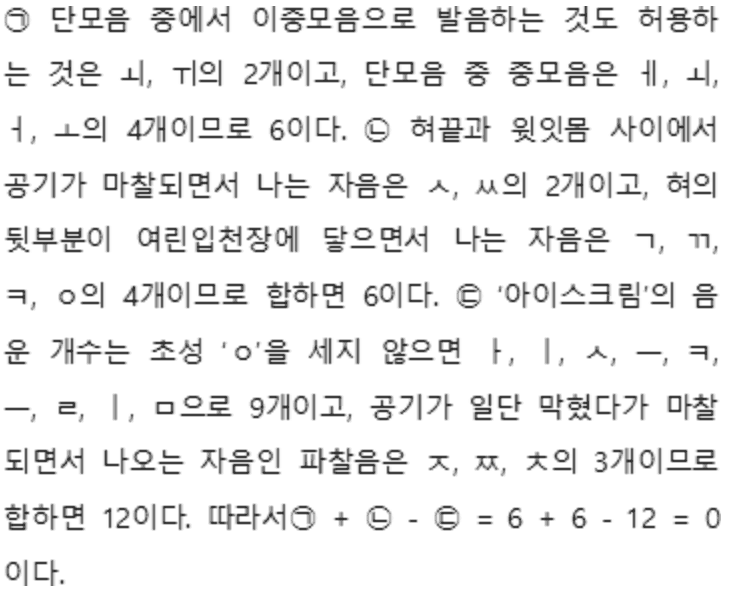 ㉠ 단모음 중에서 이중모음으로 발음하는 것도 허용하
는 것은 ㅚ, ㅟ의 2개이고, 단모음 중 중모음은 ㅔ, ㅚ,
ㅓ, ㅗ의 4개이므로 6이다. ㉡ 혀끝과 윗잇몸 사이에서
공기가 마찰되면서 나는 자음은 ㅅ, ㅆ의 2개이고, 혀의
뒷부분이 여린입천장에 닿으면서 나는 자음은 ㄱ, ㄲ,
ㅋ, ㅇ의 4개이므로 합하면 6이다. ㉢ ‘아이스크림’의 음
운 개수는 초성 ‘ㅇ’을 세지 않으면 ㅏ, ㅣ, ㅅ, ㅡ, ㅋ,
ㅡ, ㄹ, ㅣ, ㅁ으로 9개이고, 공기가 일단 막혔다가 마찰
되면서 나오는 자음인 파찰음은 ㅈ, ㅉ, ㅊ의 3개이므로
합하면 12이다. 따라서㉠ + ㉡ - ㉢ = 6 + 6 - 12 = 0
이다.